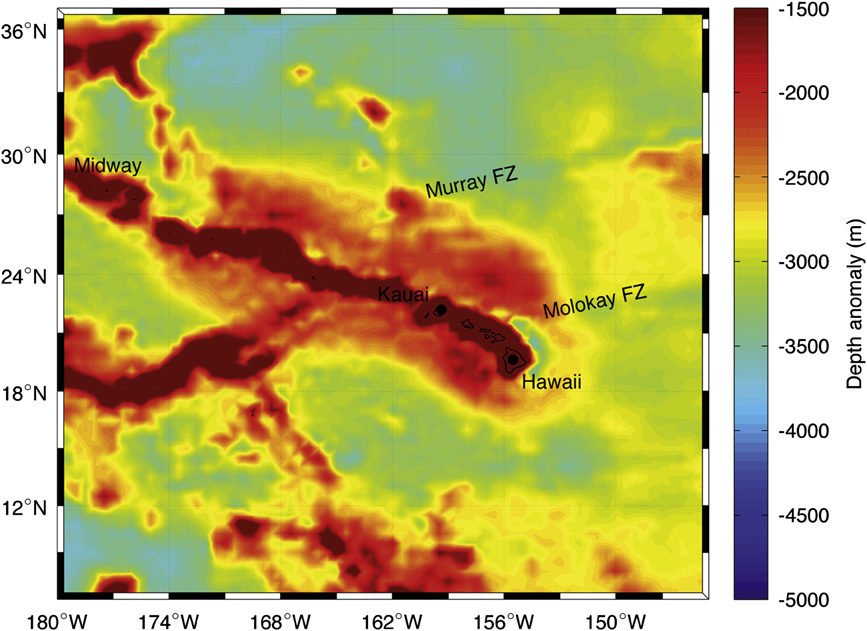 36°N
30°N
24°N
18°N
12°N
180°W
174°W
168°W
162°W
156°W
150°W
Midway
Murray FZ
Kauai
Molokay FZ
Hawaii
-1500
-2000
-2500
-3000
-3500
-4000
-4500
-5000
Depth anomaly (m)